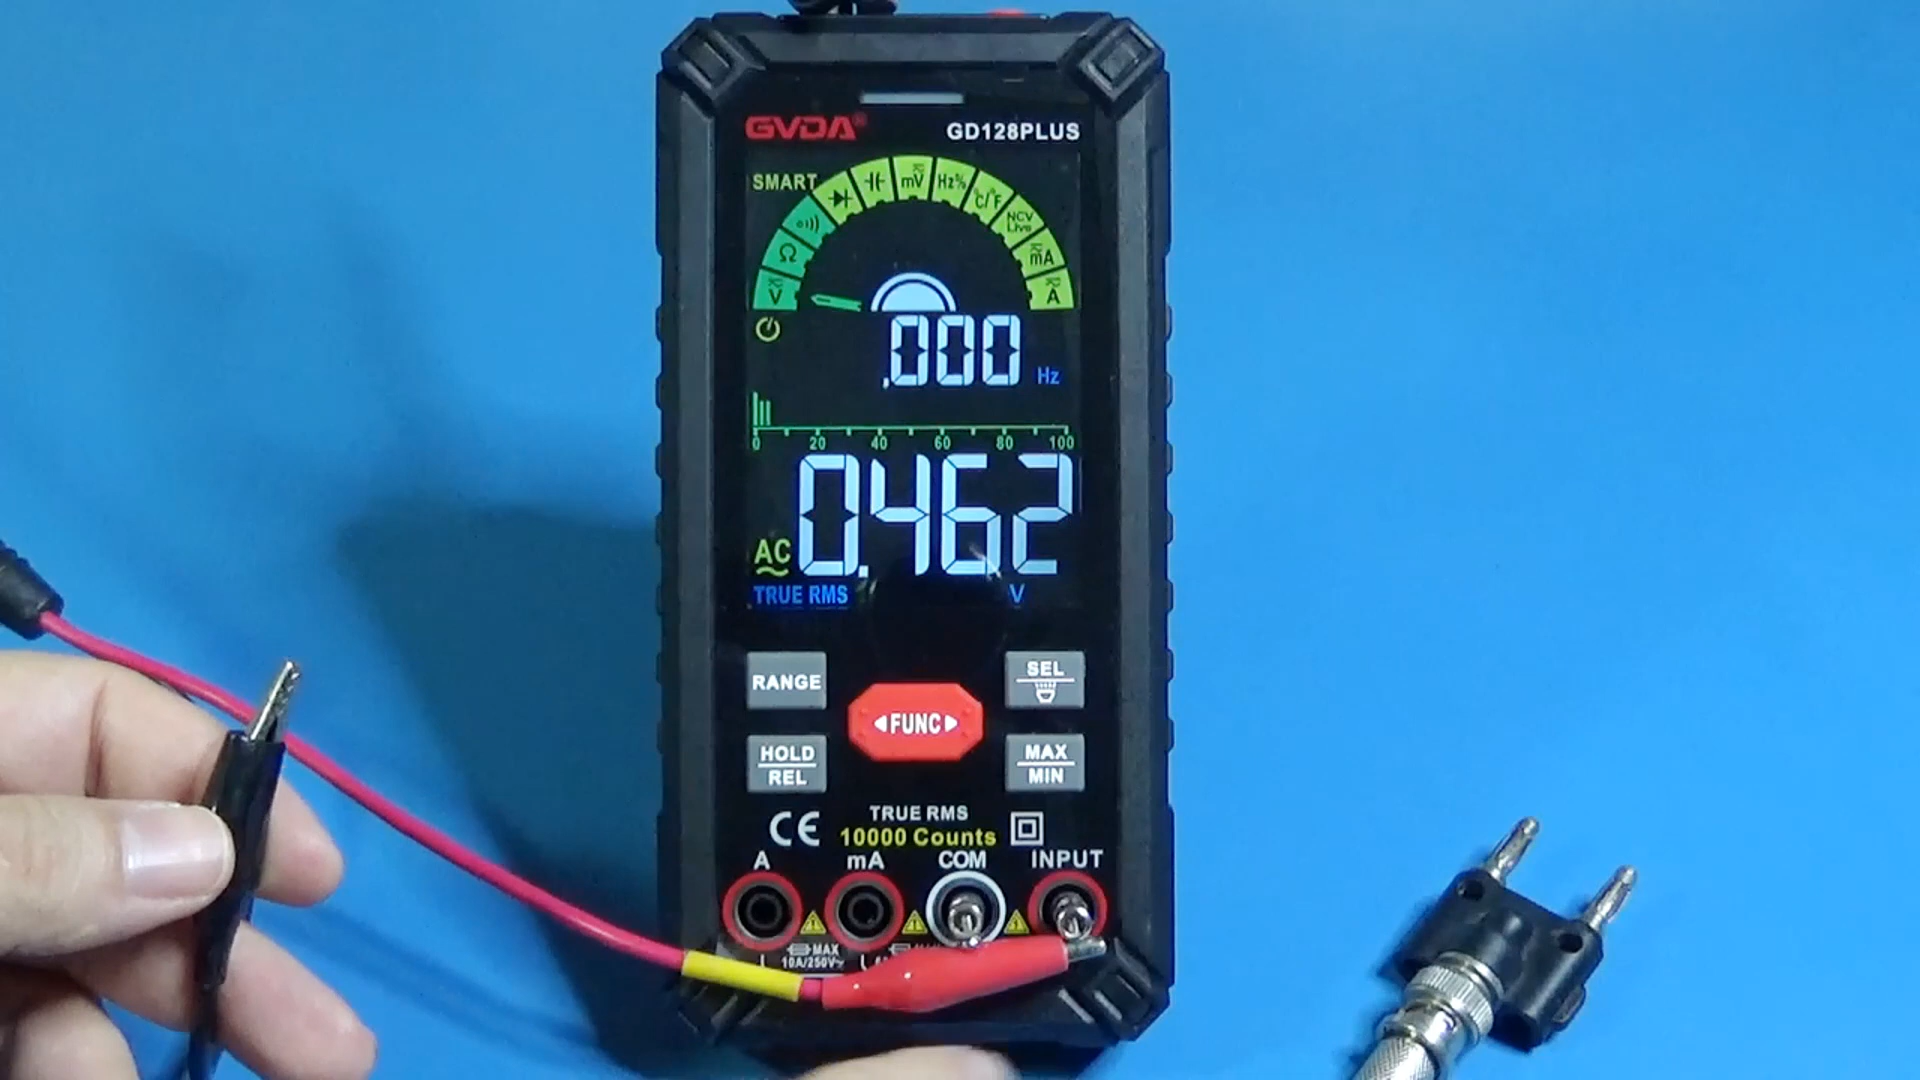 GVDA®
GD128PLUS
SMART
V Ω mV Hz% °C/°F NCV Live mA A
.000 Hz
0 20 40 60 80 100
AC 0.462
TRUE RMS V
RANGE
SEL
◄FUNC►
HOLD
REL
MAX
MIN
CE
TRUE RMS
10000 Counts
A mA COM INPUT
MAX
10A/250V~